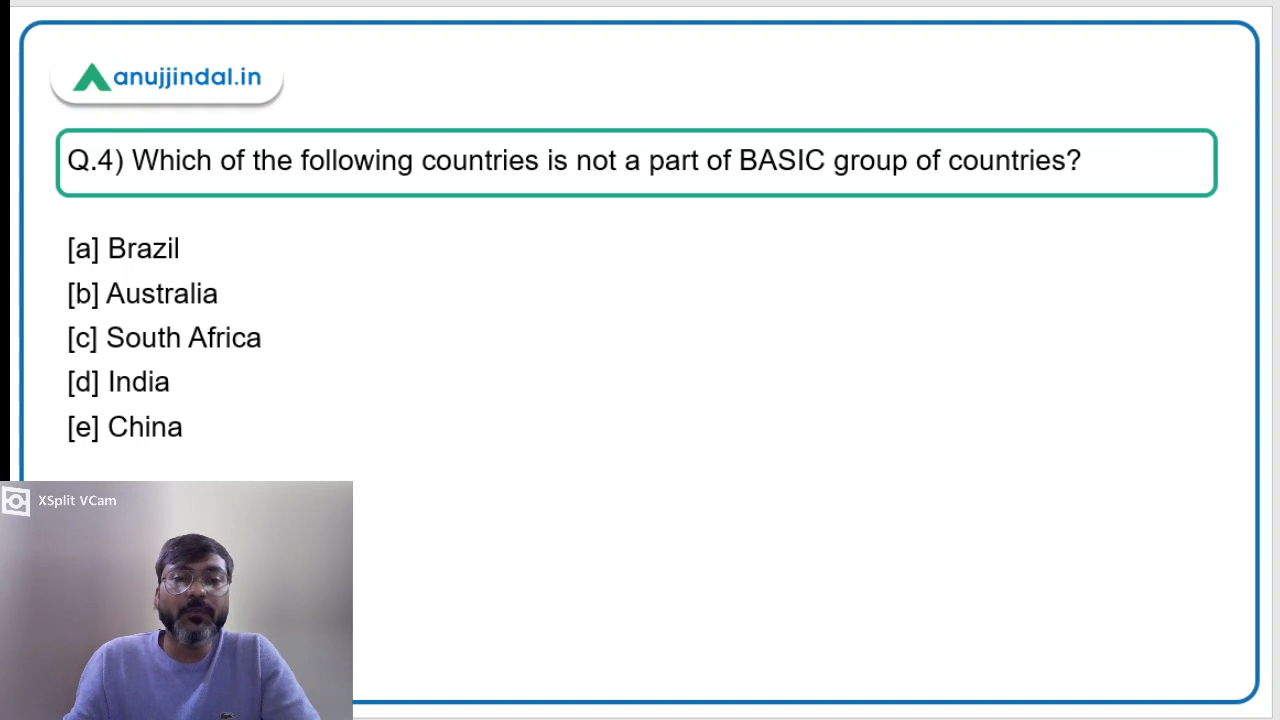 anujjindal.in
Q.4) Which of the following countries is not a part of BASIC group of countries?
[a] Brazil
[b] Australia
[c] South Africa
[d] India
[e] China
XSplit VCam